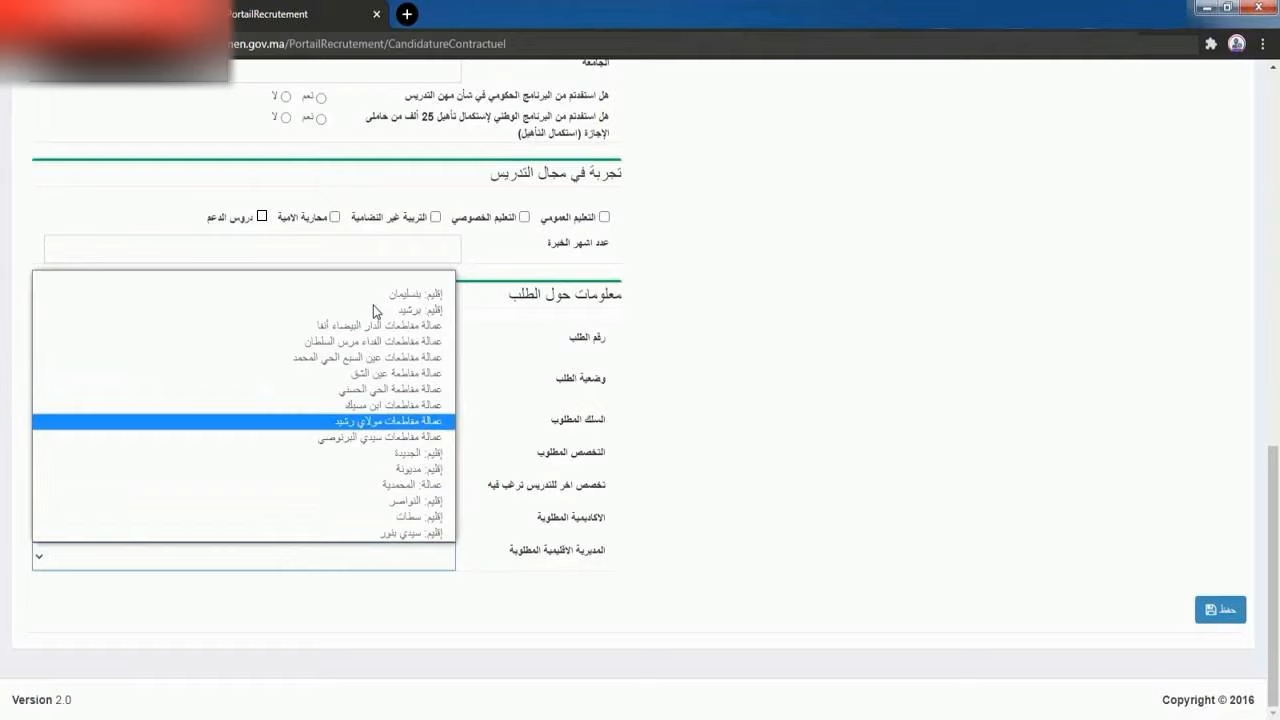 PortailRecrutement
men.gov.ma/PortailRecrutement/CandidatureContractuel
الجامعة
هل استفدتم من البرنامج الحكومي في شأن مهن التدريس
نعم
لا
هل استفدتم من البرنامج الوطني لإستكمال تأهيل 25 ألف من حاملى
الإجازة (استكمال التأهيل)
نعم
لا
تجربة في مجال التدريس
التعليم العمومي
التعليم الخصوصي
التربية غير النضامية
محاربة الامية
دروس الدعم
عدد اشهر الخبرة
معلومات حول الطلب
رقم الطلب
وضعية الطلب
السلك المطلوب
التخصص المطلوب
تخصص اخر للتدريس ترغب فيه
الاكاديمية المطلوبة
المديرية الاقليمية المطلوبة
إقليم: بنسليمان
إقليم: برشيد
عمالة مقاطعات الدار البيضاء أنفا
عمالة مقاطعات الفداء مرس السلطان
عمالة مقاطعات عين السبع الحي المحمد
عمالة مقاطعة عين الشق
عمالة مقاطعة الحي الحسني
عمالة مقاطعات ابن مسيك
عمالة مقاطعات مولاي رشيد
عمالة مقاطعات سيدي البرنوصي
إقليم: الجديدة
إقليم: مديونة
عمالة: المحمدية
إقليم: النواصر
إقليم: سطات
إقليم: سيدي بنور
حفظ
Version 2.0
Copyright © 2016